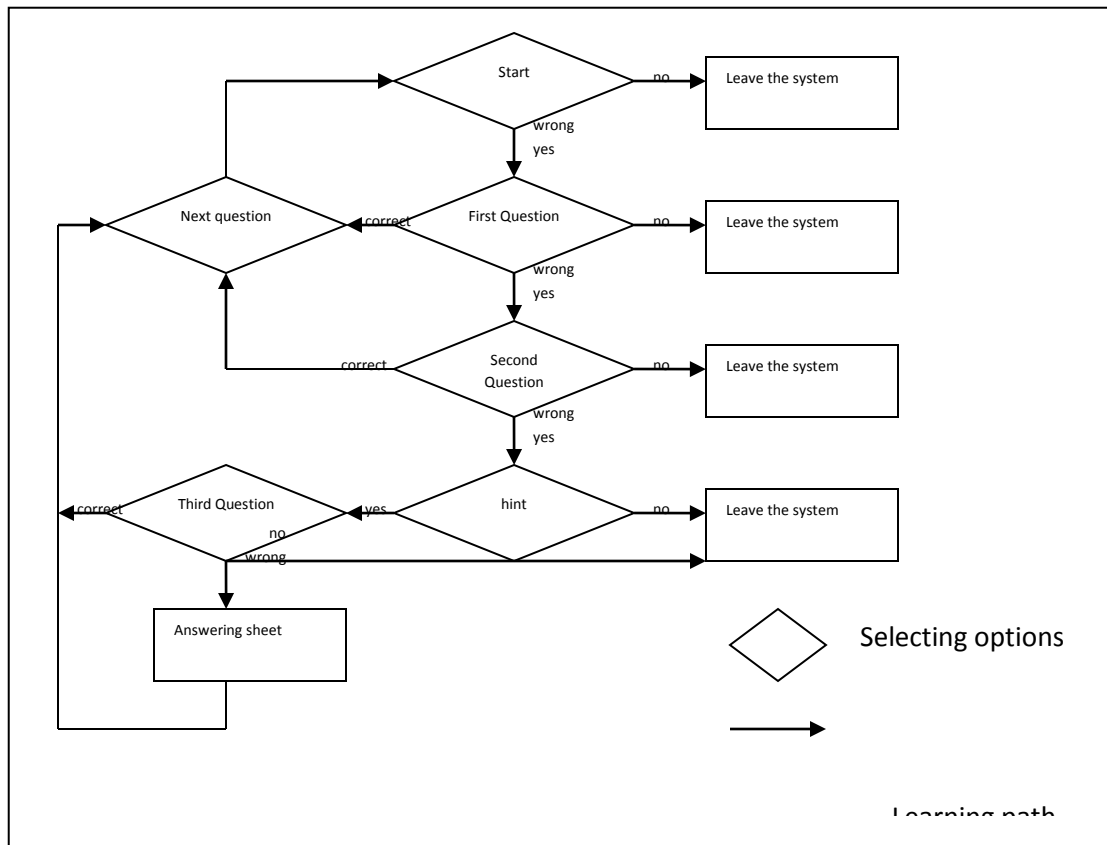 Start
no
Leave the system
wrong
yes
Next question
correct
First Question
no
Leave the system
wrong
yes
correct
Second
Question
no
Leave the system
wrong
yes
correct
Third Question
no
wrong
yes
hint
no
Leave the system
Answering sheet
Selecting options
Learning path